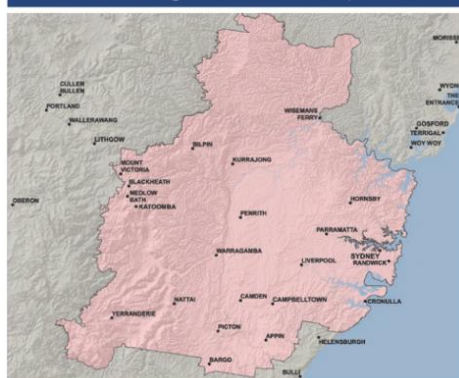 MORISSE
CULLEN
BULLEN
WYON
THE
ENTRANCE
PORTLAND
WISEMANS
FERRY
WALLERAWANG
GOSFORD
TERRIGAL
LITHGOW
BILPIN
WOY WOY
KURRAJONG
MOUNT
VICTORIA
BLACKHEATH
MEDLOW
BATH
OBERON
KATOOMBA
HORNSBY
PENRITH
PARRAMATTA
WARRAGAMBA
SYDNEY
RANDWICK
LIVERPOOL
NATTAI
CAMDEN
CAMPBELLTOWN
CRONULLA
YERRANDERIE
PICTON
APPIN
HELENSBURGH
BARGO
BULLI